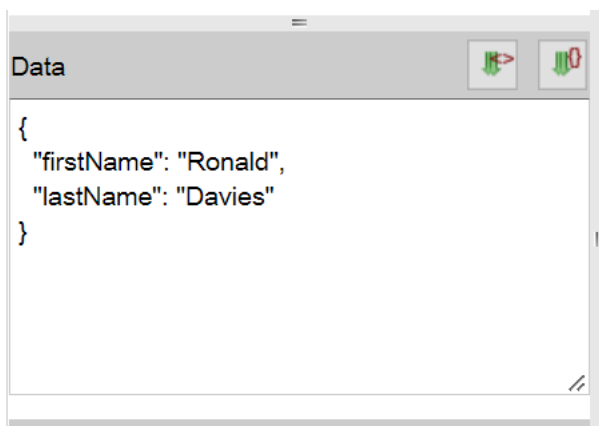 Data
<>
{}
{
"firstName": "Ronald",
"lastName": "Davies"
}